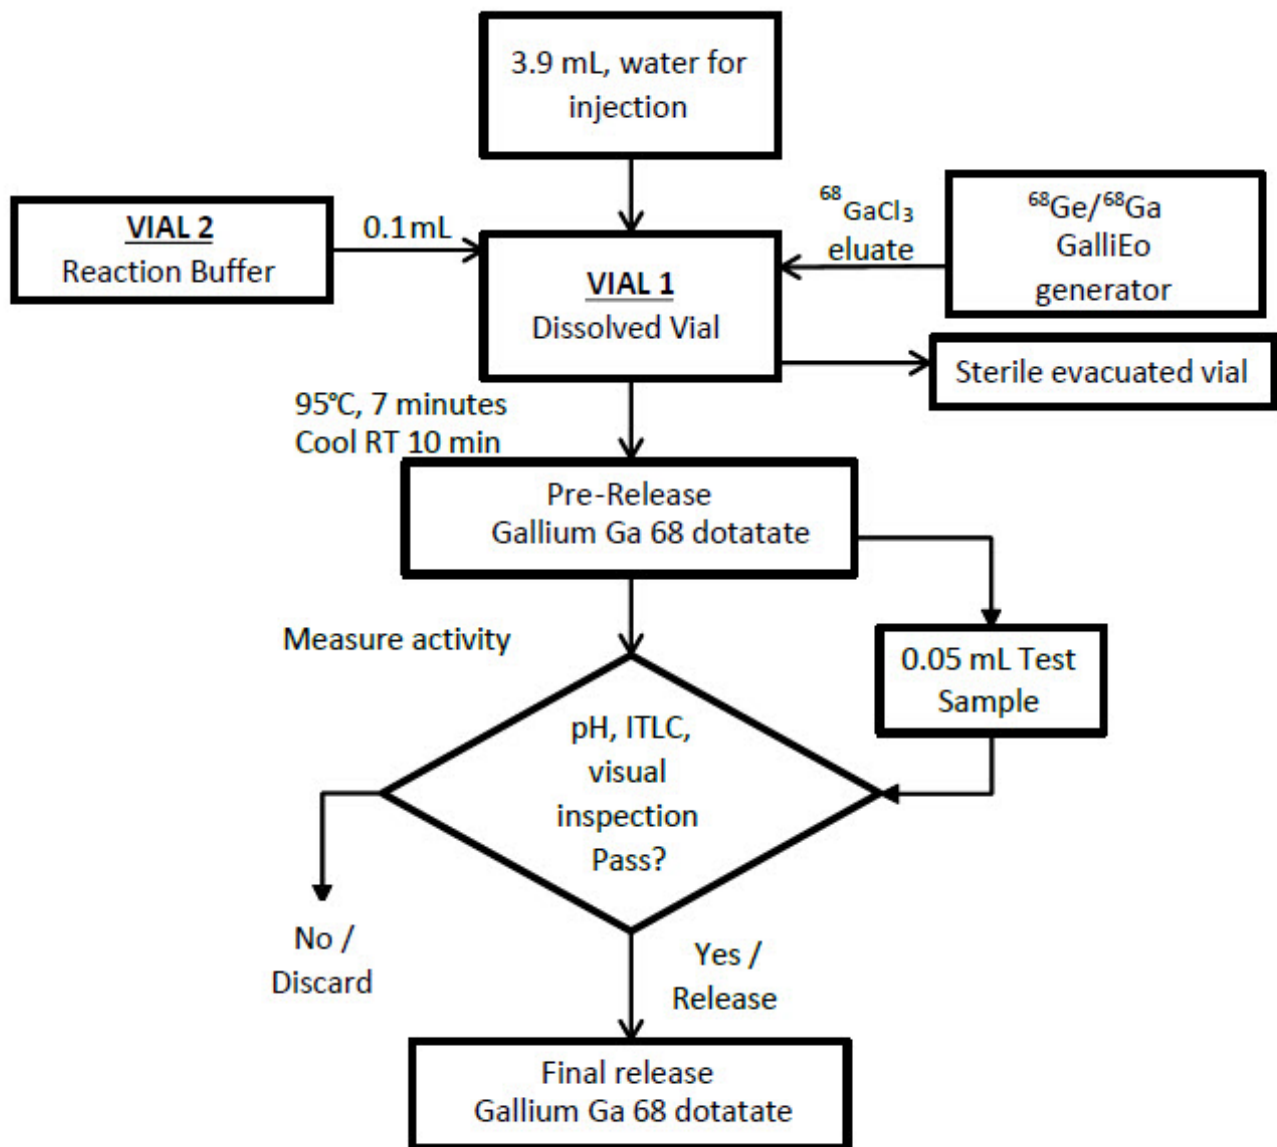 3.9 mL, water for
injection
VIAL 2
Reaction Buffer
0.1 mL
⁶⁸GaCl₃
eluate
⁶⁸Ge/⁶⁸Ga
GalliEo
generator
VIAL 1
Dissolved Vial
Sterile evacuated vial
95°C, 7 minutes
Cool RT 10 min
Pre-Release
Gallium Ga 68 dotatate
Measure activity
0.05 mL Test
Sample
pH, ITLC,
visual
inspection
Pass?
No /
Discard
Yes /
Release
Final release
Gallium Ga 68 dotatate